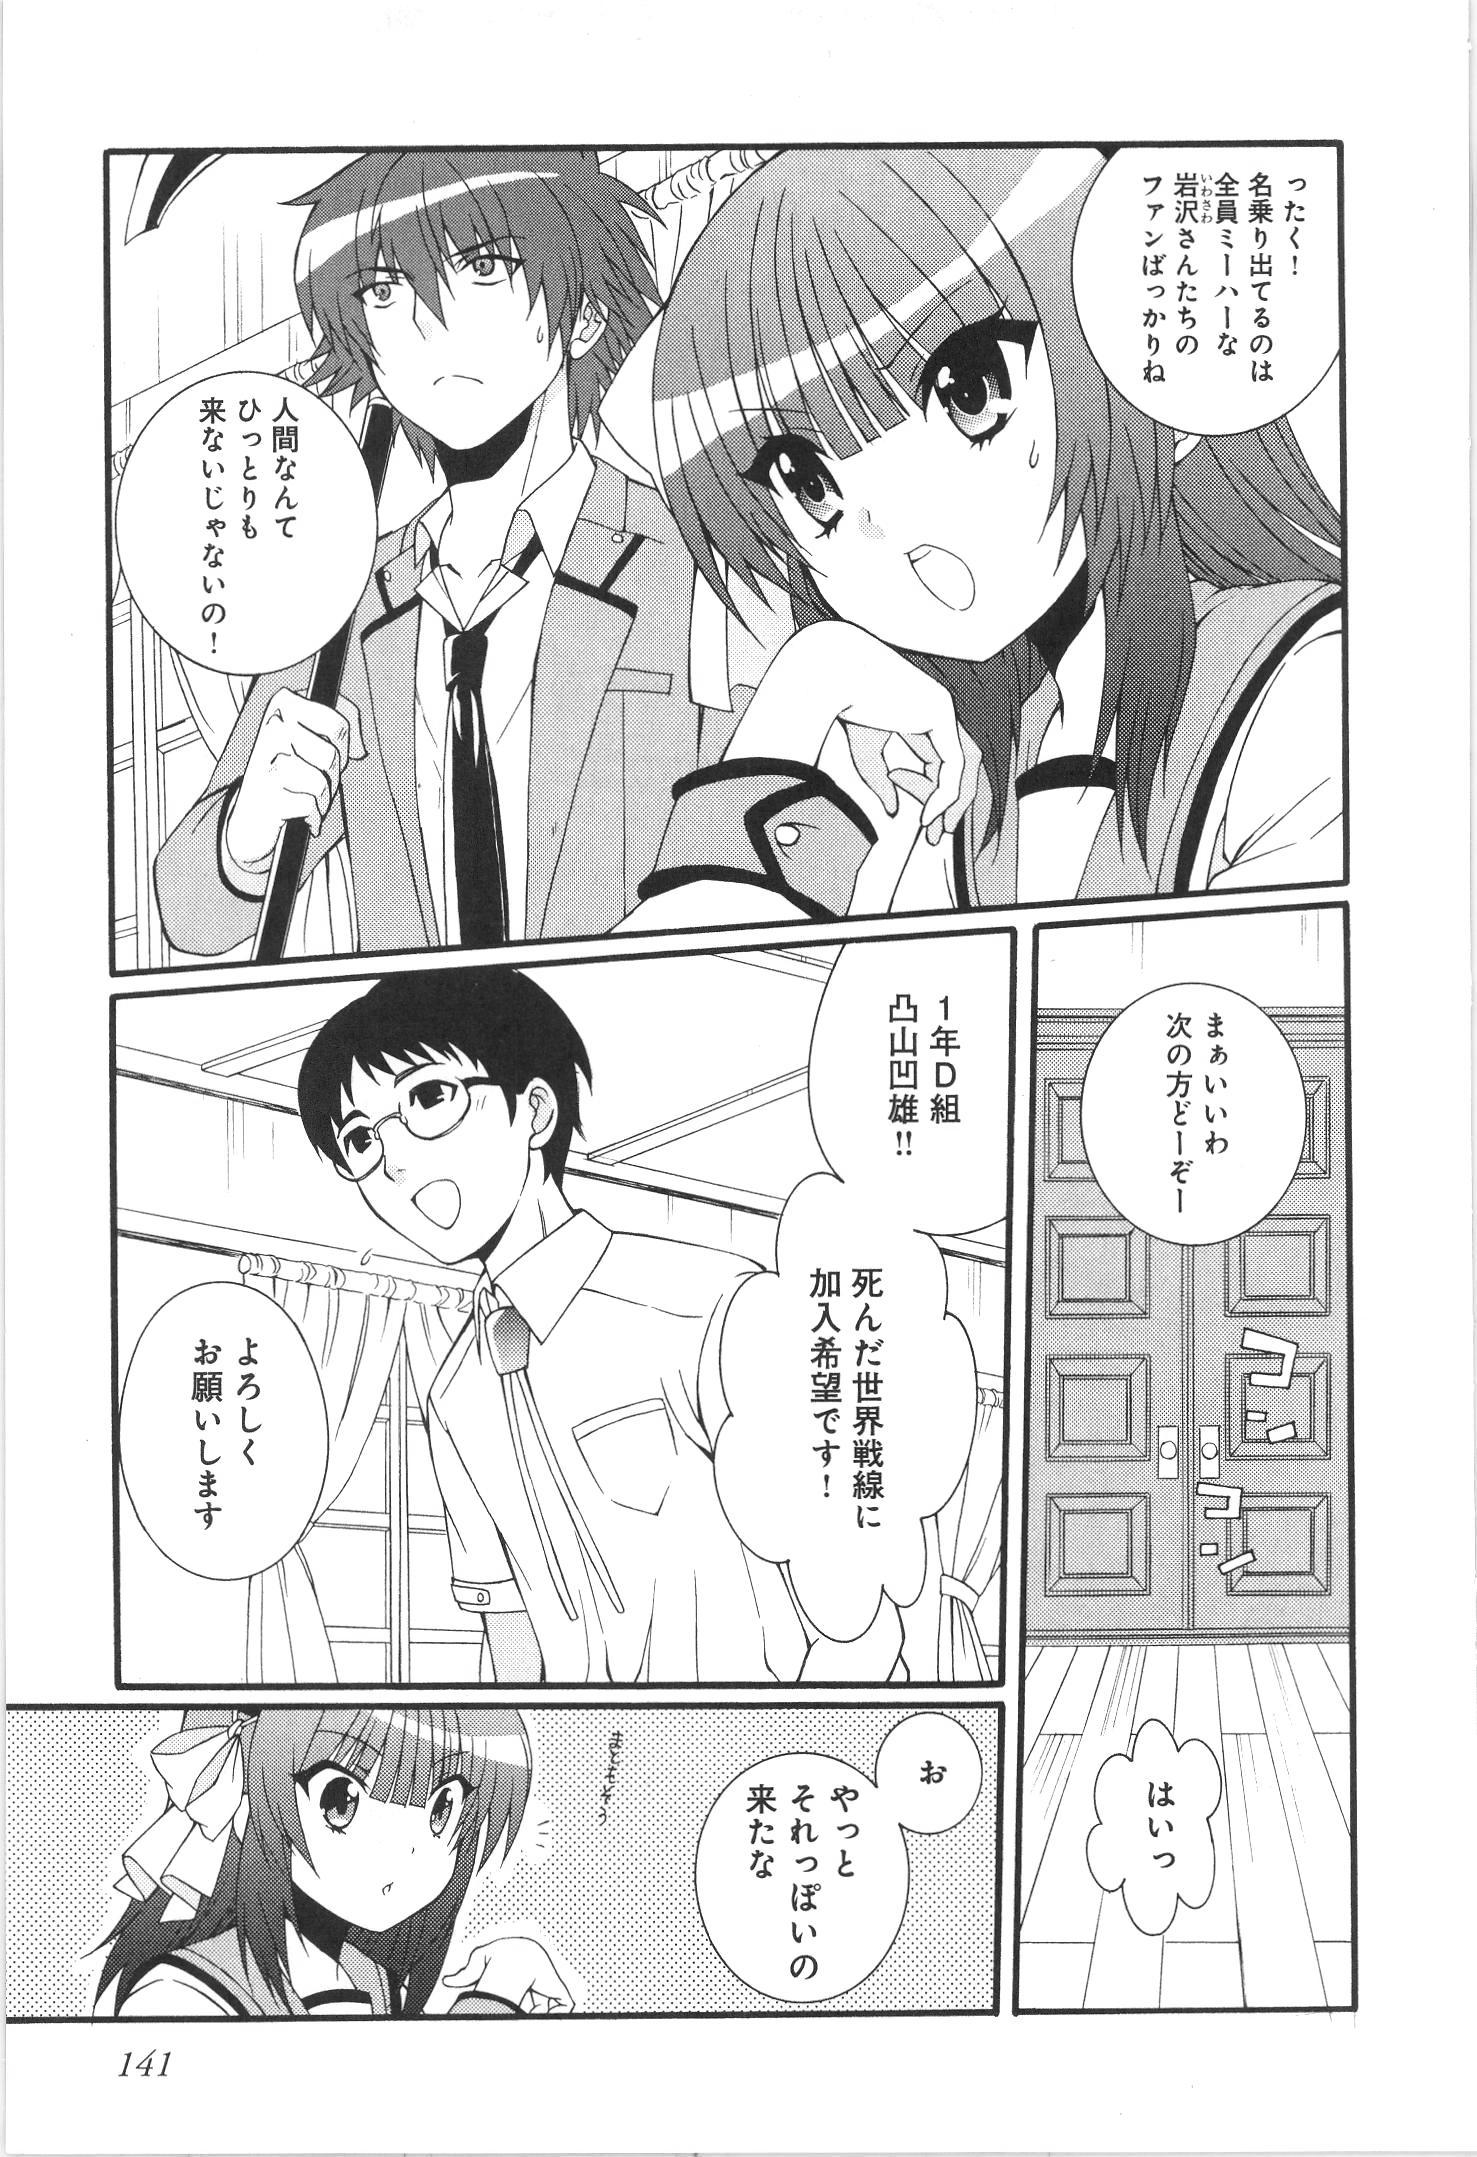 ったく！
名乗り出てるのは
全員ミーハーな
岩沢さんたちの
いわさわ
ファンばっかりね
人間なんて
ひっとりも
来ないじゃないの！
まぁいいわ
次の方どーぞー
コン
コン
はいっ
１年Ｄ組
凸山凹雄!!
死んだ世界戦線に
加入希望です！
よろしく
お願いします
お
やっと
それっぽいの
来たな
まともそう
141